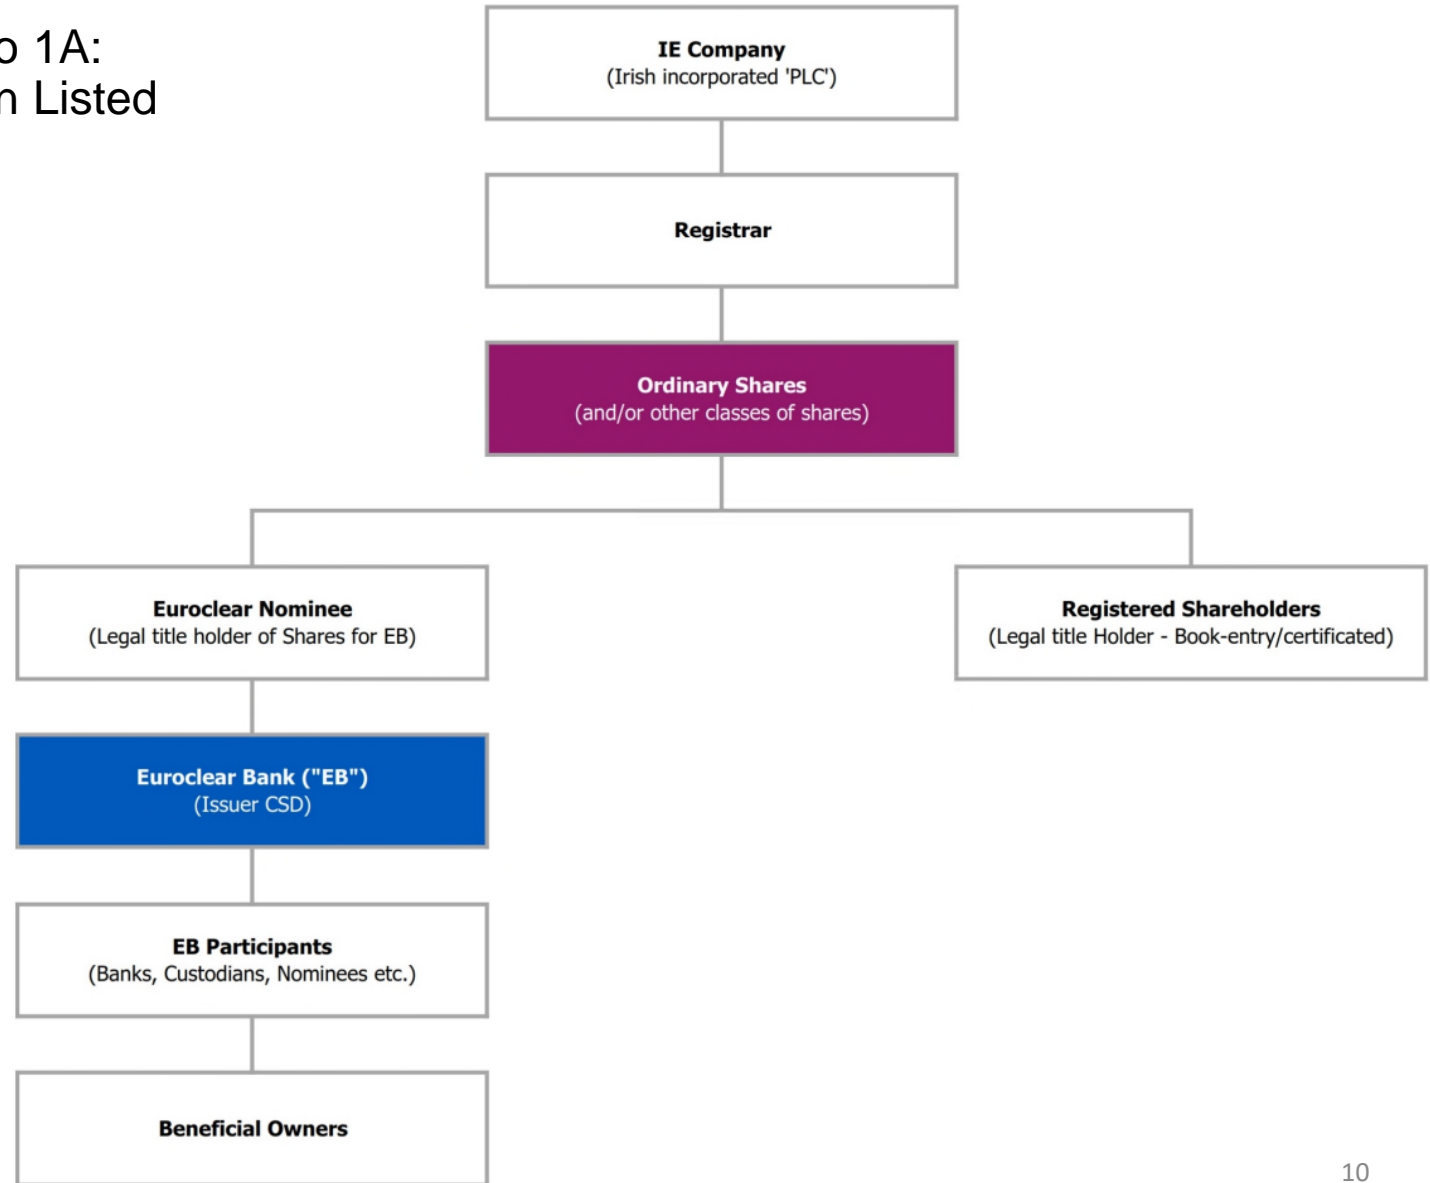 o 1A:
n Listed
IE Company
(Irish incorporated 'PLC')
Registrar
Ordinary Shares
(and/or other classes of shares)
Euroclear Nominee
(Legal title holder of Shares for EB)
Registered Shareholders
(Legal title Holder - Book-entry/certificated)
Euroclear Bank ("EB")
(Issuer CSD)
EB Participants
(Banks, Custodians, Nominees etc.)
Beneficial Owners
10